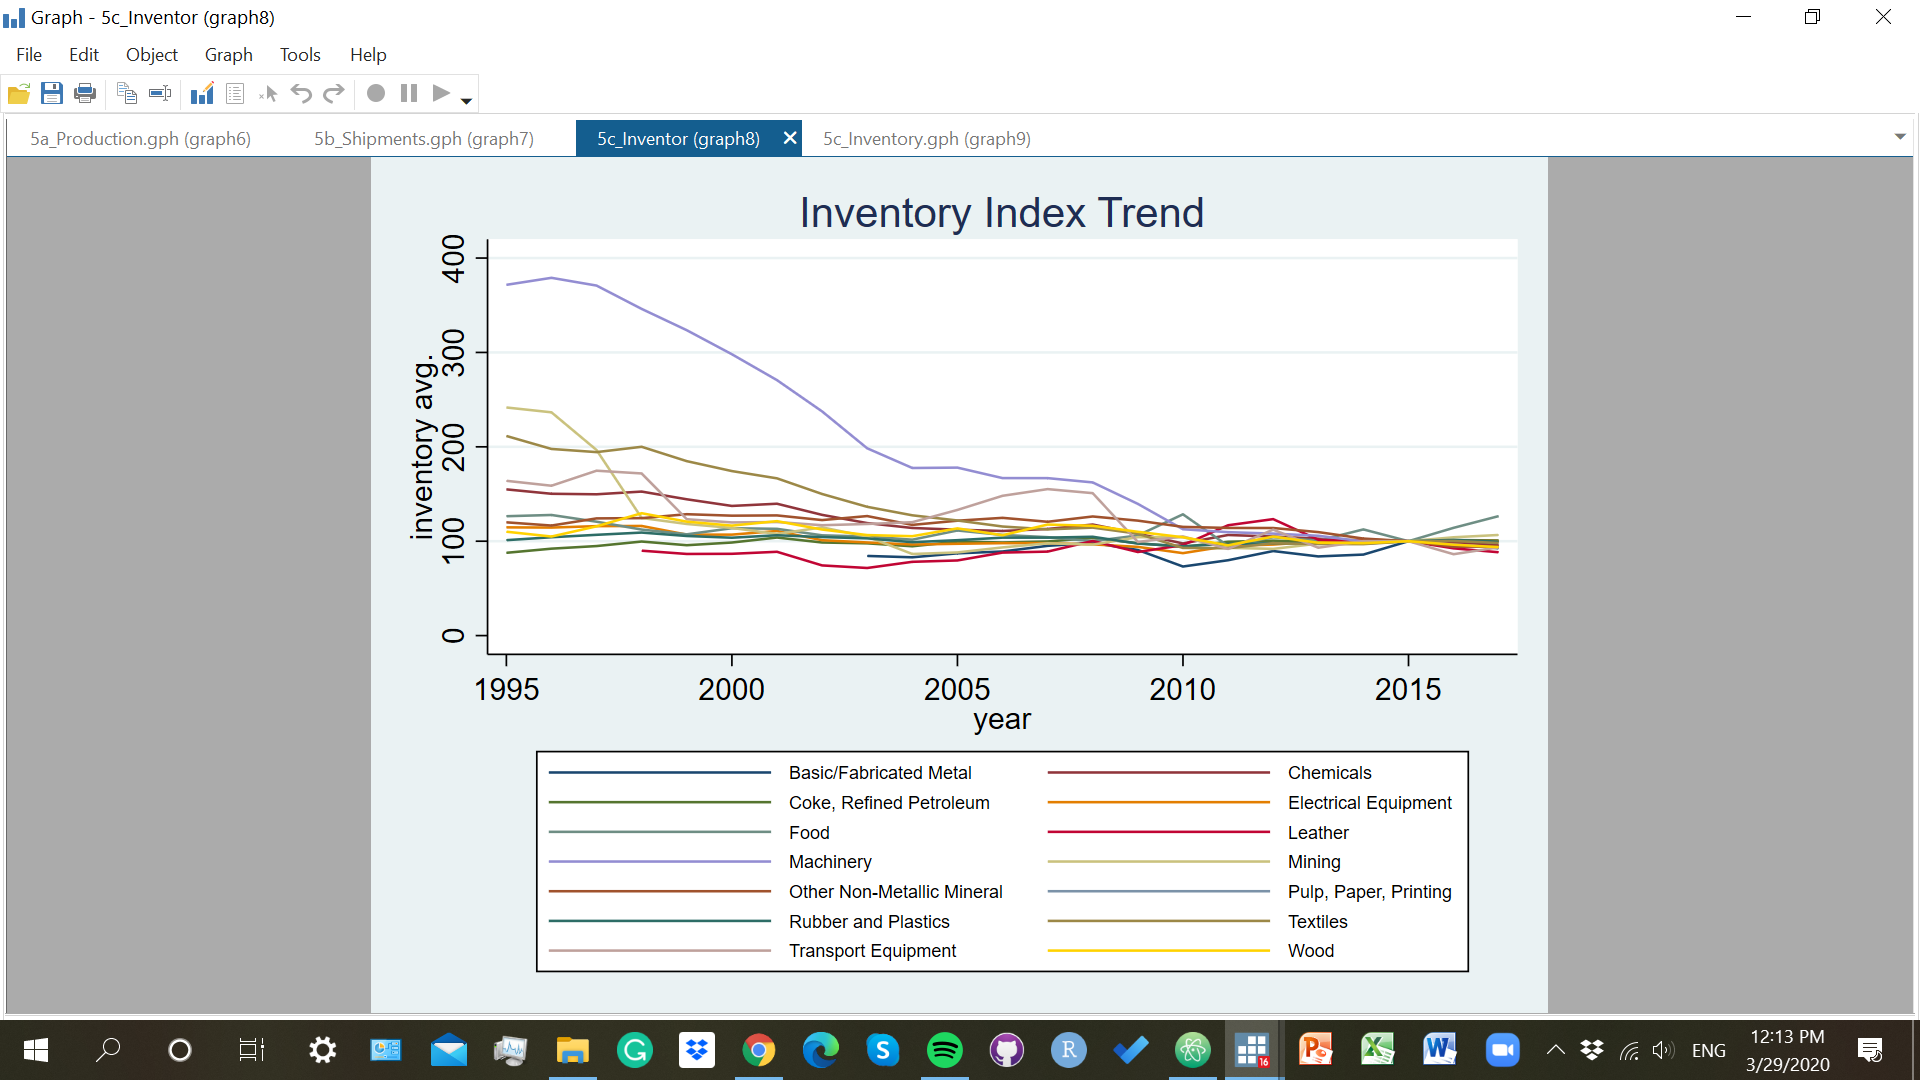 Graph - 5c_Inventor (graph8)
File Edit Object Graph Tools Help
5a_Production.gph (graph6) 5b_Shipments.gph (graph7) 5c_Inventor (graph8) 5c_Inventory.gph (graph9)
Inventory Index Trend
inventory avg.
400
300
200
100
0
1995 2000 2005 2010 2015
year
Basic/Fabricated Metal Chemicals
Coke, Refined Petroleum Electrical Equipment
Food Leather
Machinery Mining
Other Non-Metallic Mineral Pulp, Paper, Printing
Rubber and Plastics Textiles
Transport Equipment Wood
16
ENG
12:13 PM
3/29/2020